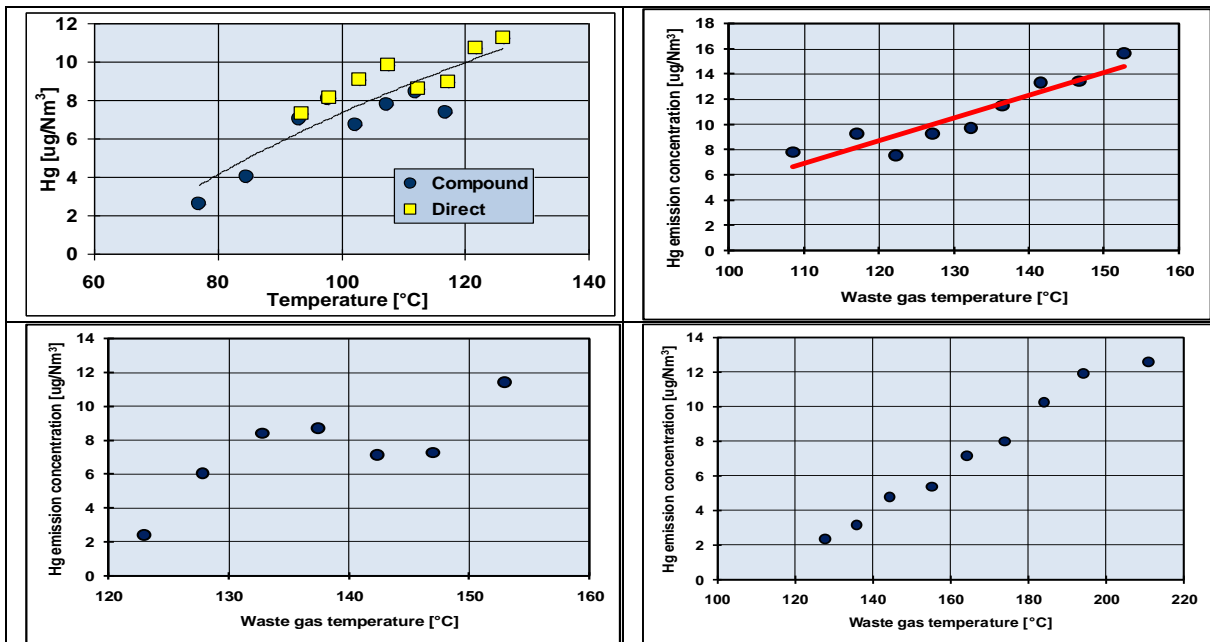 12
10
8
6
4
2
0
Hg [ug/Nm³]
Compound
Direct
60 80 100 120 140
Temperature [°C]
18
16
14
12
10
8
6
4
2
0
Hg emission concentration [ug/Nm³]
100 110 120 130 140 150 160
Waste gas temperature [°C]
14
12
10
8
6
4
2
0
Hg emission concentration [ug/Nm³]
120 130 140 150 160
Waste gas temperature [°C]
14
12
10
8
6
4
2
0
Hg emission concentration [ug/Nm³]
100 120 140 160 180 200 220
Waste gas temperature [°C]